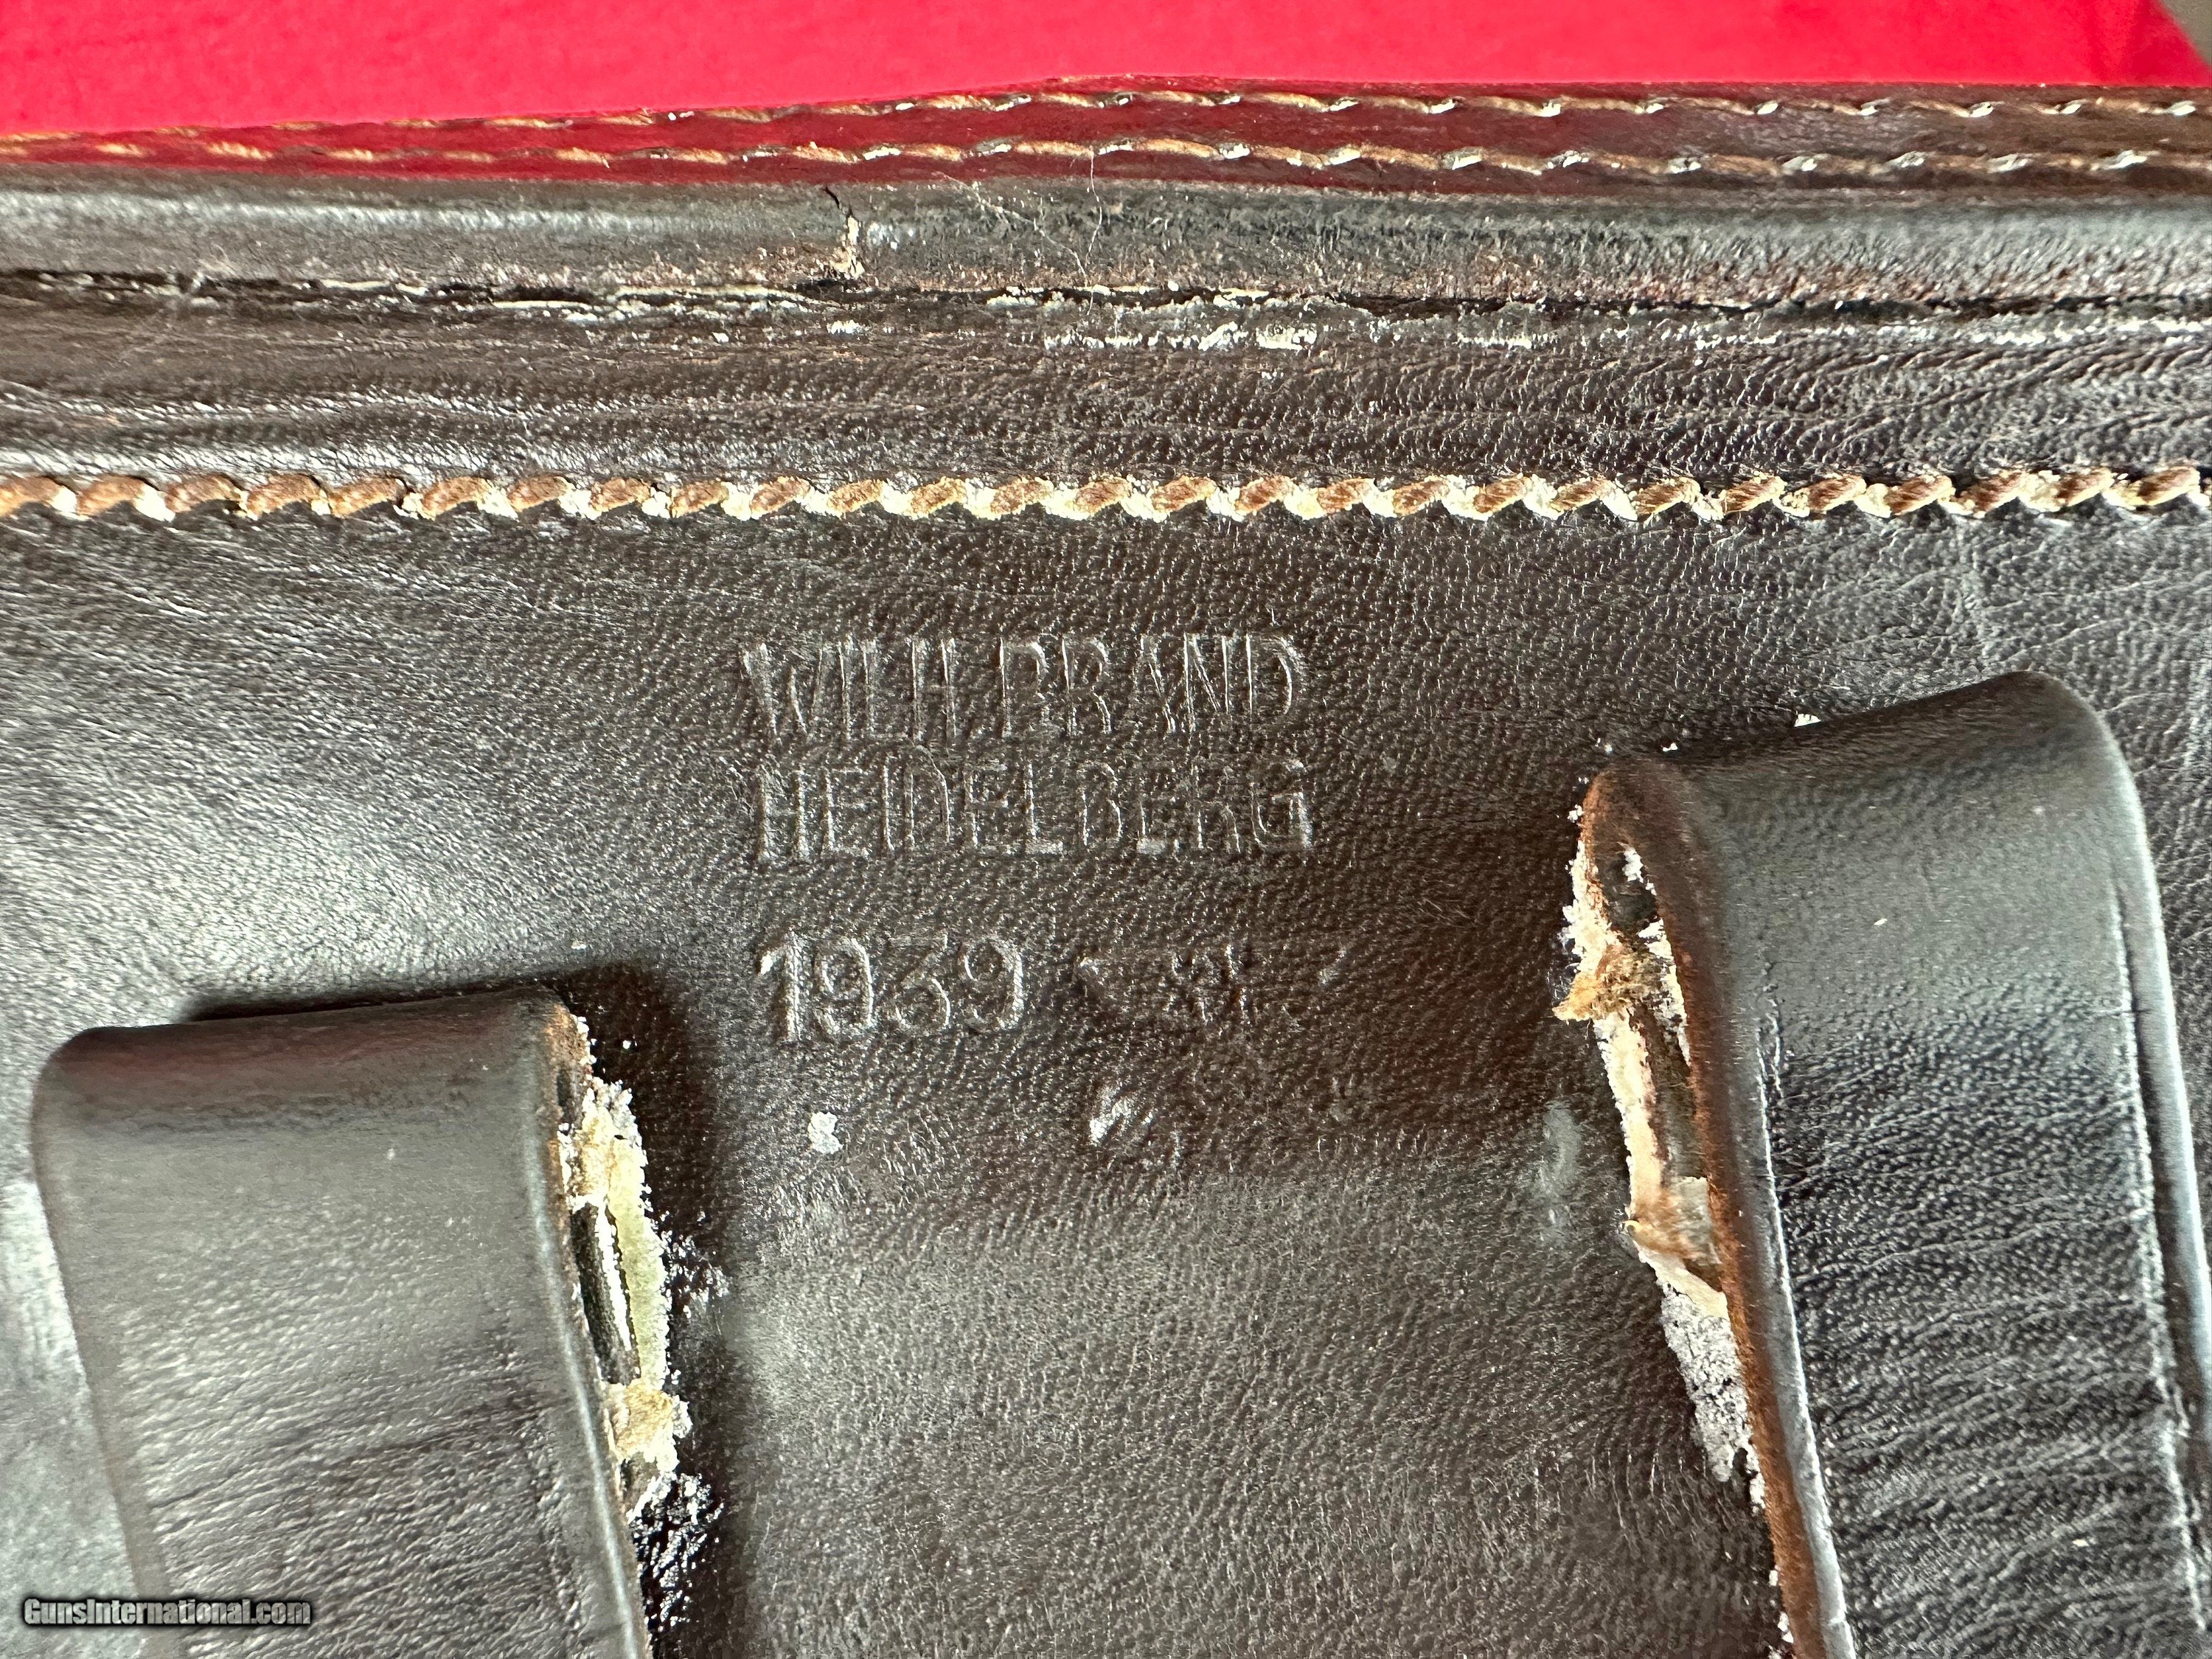 WILH.BRAND
HEIDELBERG
1939
GunsInternational.com